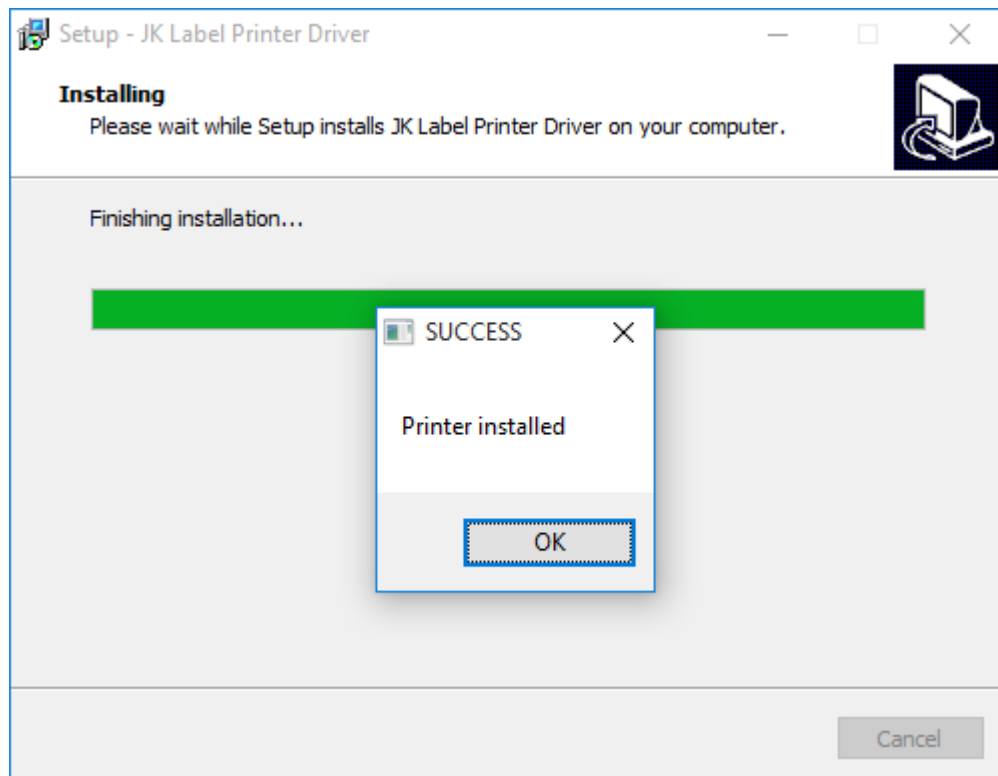 Setup - JK Label Printer Driver
Installing
Please wait while Setup installs JK Label Printer Driver on your computer.
Finishing installation...
SUCCESS
Printer installed
OK
Cancel